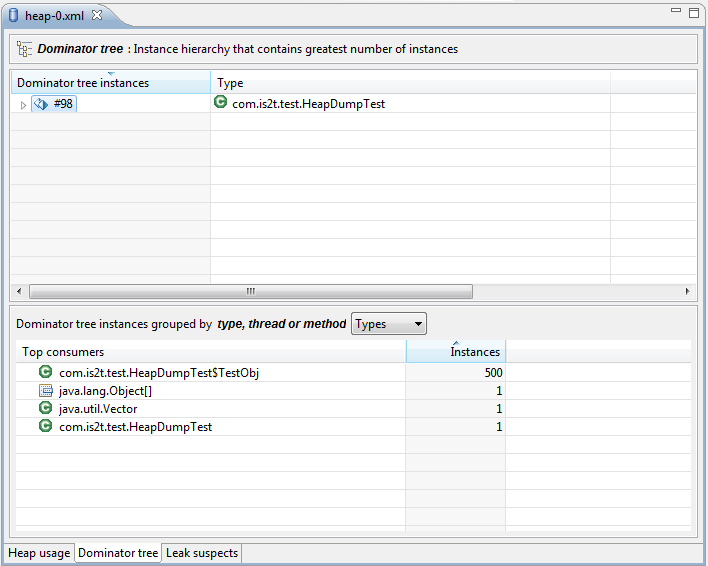 heap-0.xml
Dominator tree : Instance hierarchy that contains greatest number of instances
Dominator tree instances Type
#98 com.is2t.test.HeapDumpTest
Dominator tree instances grouped by type, thread or method Types
Top consumers Instances
com.is2t.test.HeapDumpTest$TestObj 500
java.lang.Object[] 1
java.util.Vector 1
com.is2t.test.HeapDumpTest 1
Heap usage Dominator tree Leak suspects